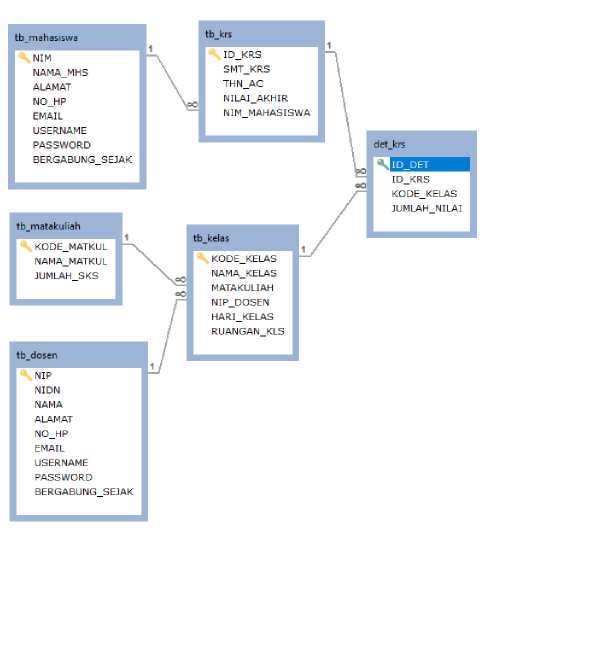 tb_mahasiswa
NIM
NAMA_MHS
ALAMAT
NO_HP
EMAIL
USERNAME
PASSWORD
BERGABUNG_SEJAK
1
∞
tb_krs
ID_KRS
SMT_KRS
THN_AC
NILAI_AKHIR
NIM_MAHASISWA
1
∞
∞
det_krs
ID_DET
ID_KRS
KODE_KELAS
JUMLAH_NILAI
tb_matakuliah
KODE_MATKUL
NAMA_MATKUL
JUMLAH_SKS
1
∞
∞
tb_kelas
KODE_KELAS
NAMA_KELAS
MATAKULIAH
NIP_DOSEN
HARI_KELAS
RUANGAN_KLS
1
tb_dosen
NIP
NIDN
NAMA
ALAMAT
NO_HP
EMAIL
USERNAME
PASSWORD
BERGABUNG_SEJAK
1